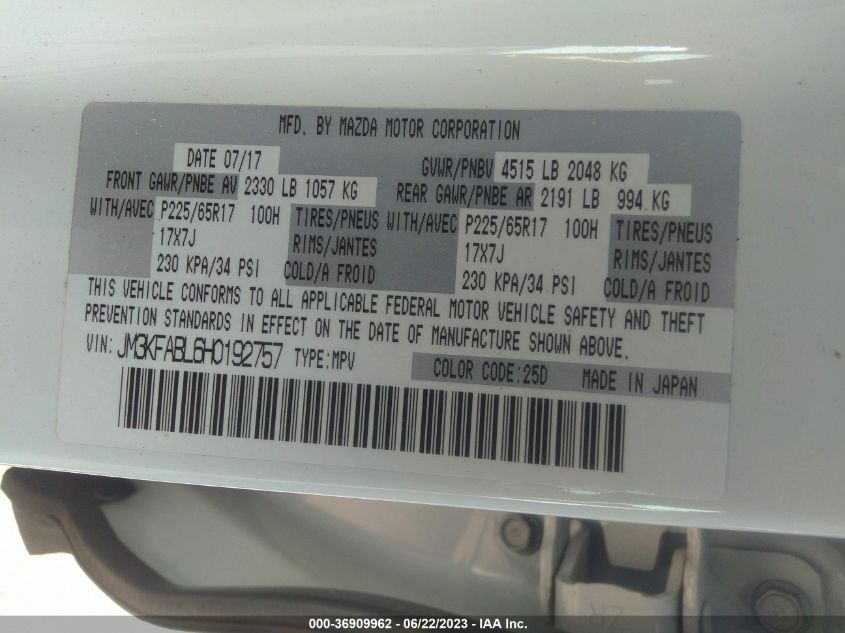 MFD. BY MAZDA MOTOR CORPORATION
DATE 07/17 GVWR/PNBV 4515 LB 2048 KG
FRONT GAWR/PNBE AV 2330 LB 1057 KG REAR GAWR/PNBE AR 2191 LB 994 KG
WITH/AVEC P225/65R17 100H TIRES/PNEUS WITH/AVEC P225/65R17 100H TIRES/PNEUS
17X7J RIMS/JANTES 17X7J RIMS/JANTES
230 KPA/34 PSI COLD/A FROID 230 KPA/34 PSI COLD/A FROID
THIS VEHICLE CONFORMS TO ALL APPLICABLE FEDERAL MOTOR VEHICLE SAFETY AND THEFT
PREVENTION STANDARDS IN EFFECT ON THE DATE OF MANUFACTURE SHOWN ABOVE.
VIN: JM3KFABL6H0192757 TYPE:MPV
COLOR CODE:25D MADE IN JAPAN
ZR
000-36909962 - 06/22/2023 - IAA Inc.